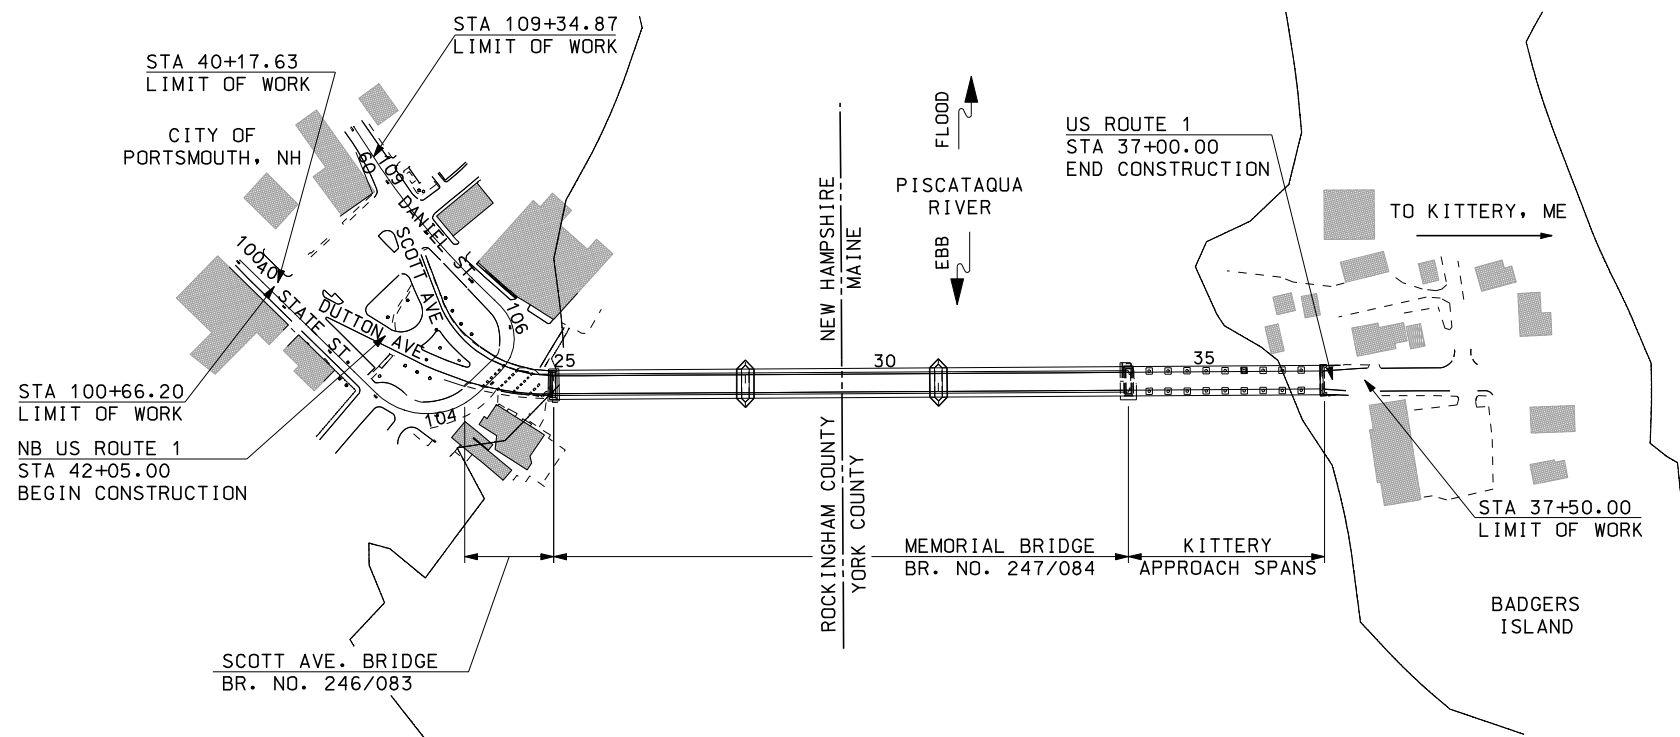 STA 109+34.87
LIMIT OF WORK
STA 40+17.63
LIMIT OF WORK
CITY OF
PORTSMOUTH, NH
60
109
DANIEL ST.
SCOTT AVE
106
100
40
STATE ST.
DUTTON AVE
104
STA 100+66.20
LIMIT OF WORK
NB US ROUTE 1
STA 42+05.00
BEGIN CONSTRUCTION
25
30
35
NEW HAMPSHIRE
MAINE
FLOOD
PISCATAQUA
RIVER
EBB
US ROUTE 1
STA 37+00.00
END CONSTRUCTION
TO KITTERY, ME
ROCKINGHAM COUNTY
YORK COUNTY
MEMORIAL BRIDGE
BR. NO. 247/084
KITTERY
APPROACH SPANS
STA 37+50.00
LIMIT OF WORK
BADGERS
ISLAND
SCOTT AVE. BRIDGE
BR. NO. 246/083